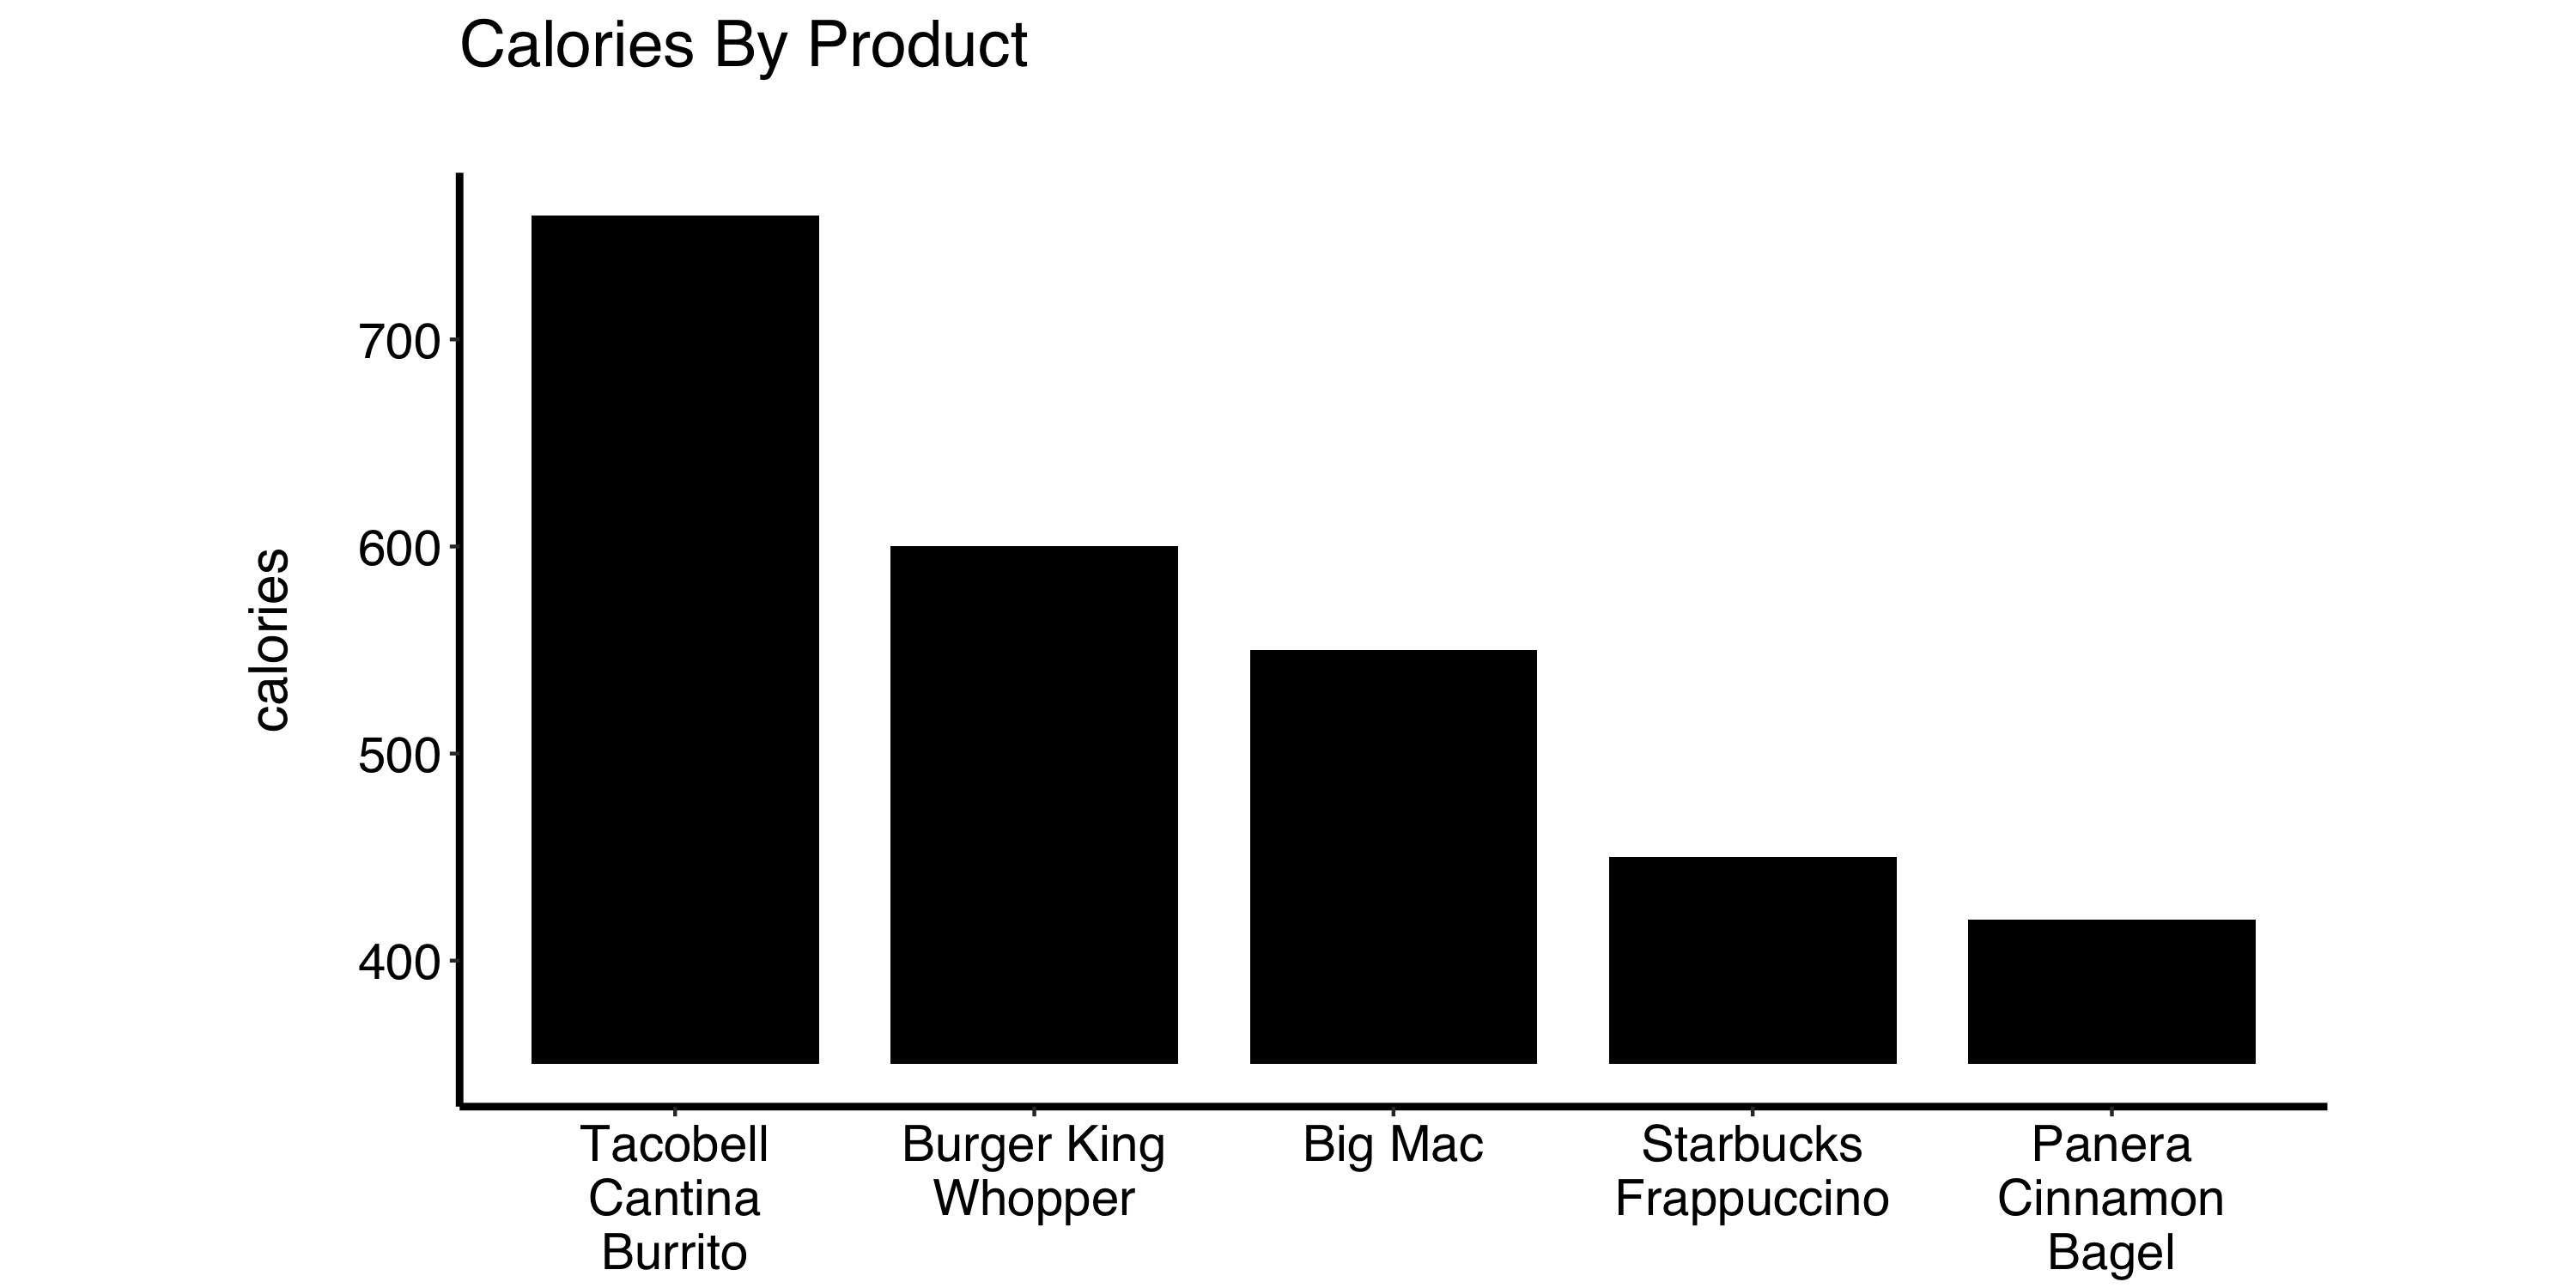 Calories By Product
calories
700
600
500
400
Tacobell
Cantina
Burrito
Burger King
Whopper
Big Mac
Starbucks
Frappuccino
Panera
Cinnamon
Bagel